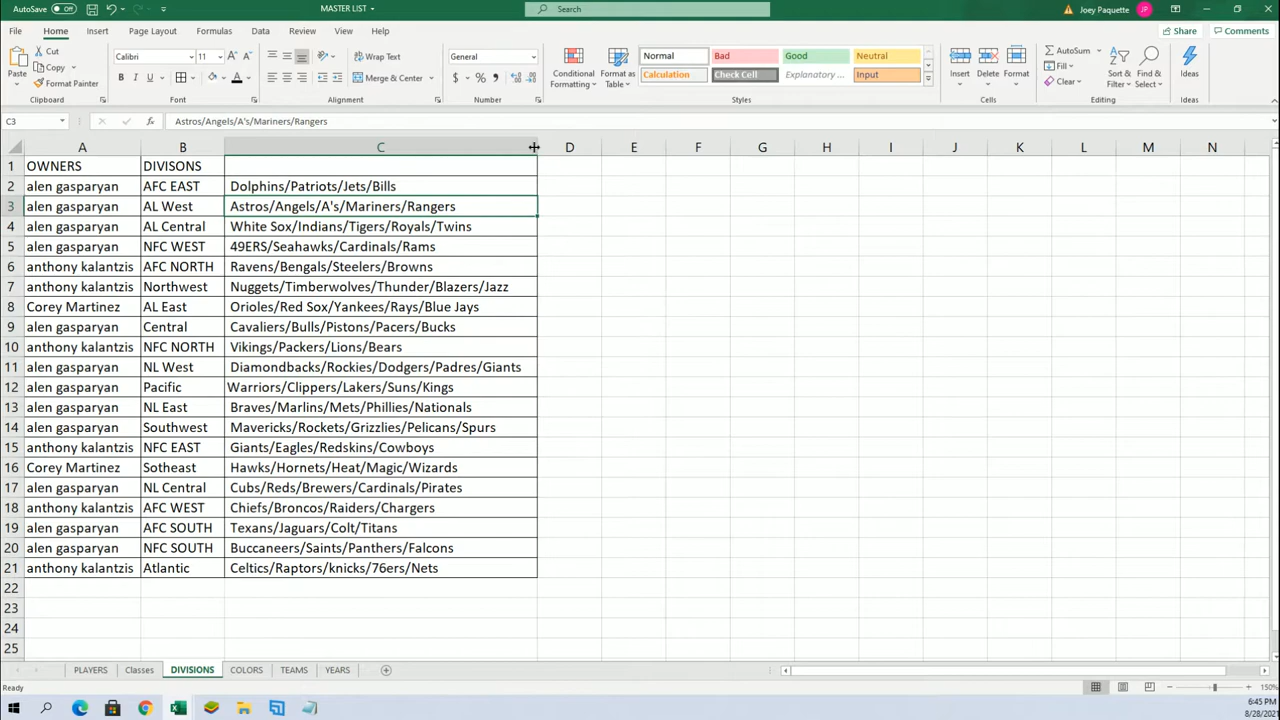 AutoSave Off MASTER LIST Search Joey Paquette JP
File Home Insert Page Layout Formulas Data Review View Help Share Comments
Paste Cut Copy Format Painter Clipboard
Calibri 11 B I U A A A Font
Wrap Text Merge & Center Alignment
General $ % Number
Conditional Formatting Format as Table
Normal Bad Good Neutral
Calculation Check Cell Explanatory ... Input
Styles
Insert Delete Format Cells
AutoSum Fill Clear Sort & Filter Find & Select Editing
Ideas Ideas
C3 fx Astros/Angels/A's/Mariners/Rangers
A B C D E F G H I J K L M N
1 OWNERS DIVISONS
2 alen gasparyan AFC EAST Dolphins/Patriots/Jets/Bills
3 alen gasparyan AL West Astros/Angels/A's/Mariners/Rangers
4 alen gasparyan AL Central White Sox/Indians/Tigers/Royals/Twins
5 alen gasparyan NFC WEST 49ERS/Seahawks/Cardinals/Rams
6 anthony kalantzis AFC NORTH Ravens/Bengals/Steelers/Browns
7 anthony kalantzis Northwest Nuggets/Timberwolves/Thunder/Blazers/Jazz
8 Corey Martinez AL East Orioles/Red Sox/Yankees/Rays/Blue Jays
9 alen gasparyan Central Cavaliers/Bulls/Pistons/Pacers/Bucks
10 anthony kalantzis NFC NORTH Vikings/Packers/Lions/Bears
11 alen gasparyan NL West Diamondbacks/Rockies/Dodgers/Padres/Giants
12 alen gasparyan Pacific Warriors/Clippers/Lakers/Suns/Kings
13 alen gasparyan NL East Braves/Marlins/Mets/Phillies/Nationals
14 alen gasparyan Southwest Mavericks/Rockets/Grizzlies/Pelicans/Spurs
15 anthony kalantzis NFC EAST Giants/Eagles/Redskins/Cowboys
16 Corey Martinez Sotheast Hawks/Hornets/Heat/Magic/Wizards
17 alen gasparyan NL Central Cubs/Reds/Brewers/Cardinals/Pirates
18 anthony kalantzis AFC WEST Chiefs/Broncos/Raiders/Chargers
19 alen gasparyan AFC SOUTH Texans/Jaguars/Colt/Titans
20 alen gasparyan NFC SOUTH Buccaneers/Saints/Panthers/Falcons
21 anthony kalantzis Atlantic Celtics/Raptors/knicks/76ers/Nets
22
23
24
25
PLAYERS Classes DIVISIONS COLORS TEAMS YEARS
Ready 150%
6:45 PM